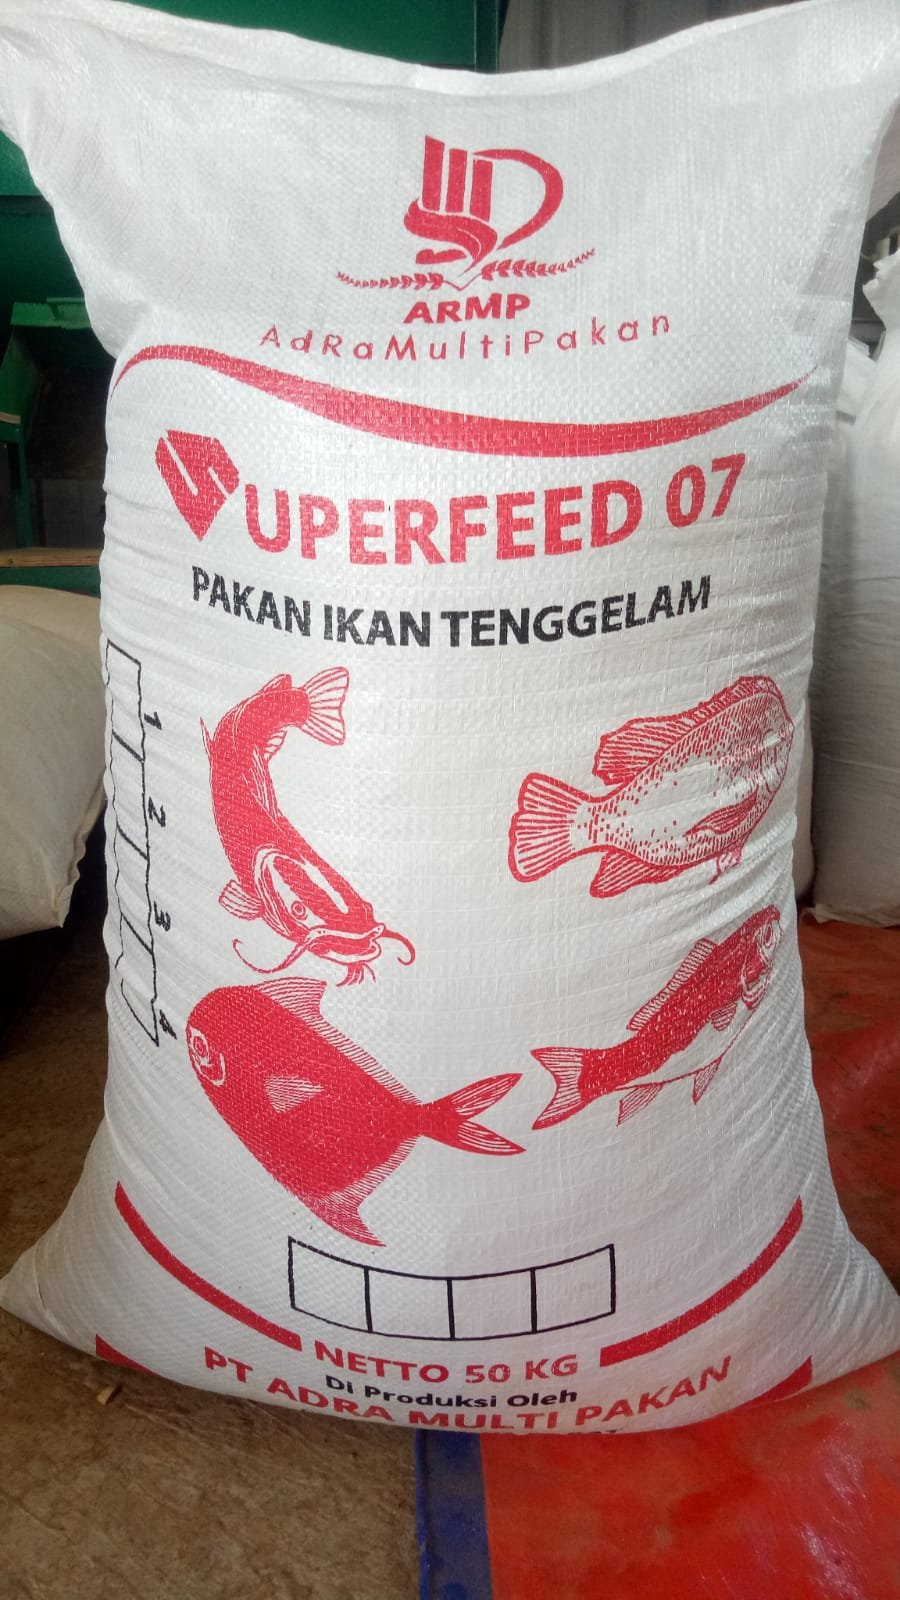 ARMP
AdRaMultiPakan
SUPERFEED 07
PAKAN IKAN TENGGELAM
1
2
3
4
NETTO 50 KG
Di Produksi Oleh
PT ADRA MULTI PAKAN